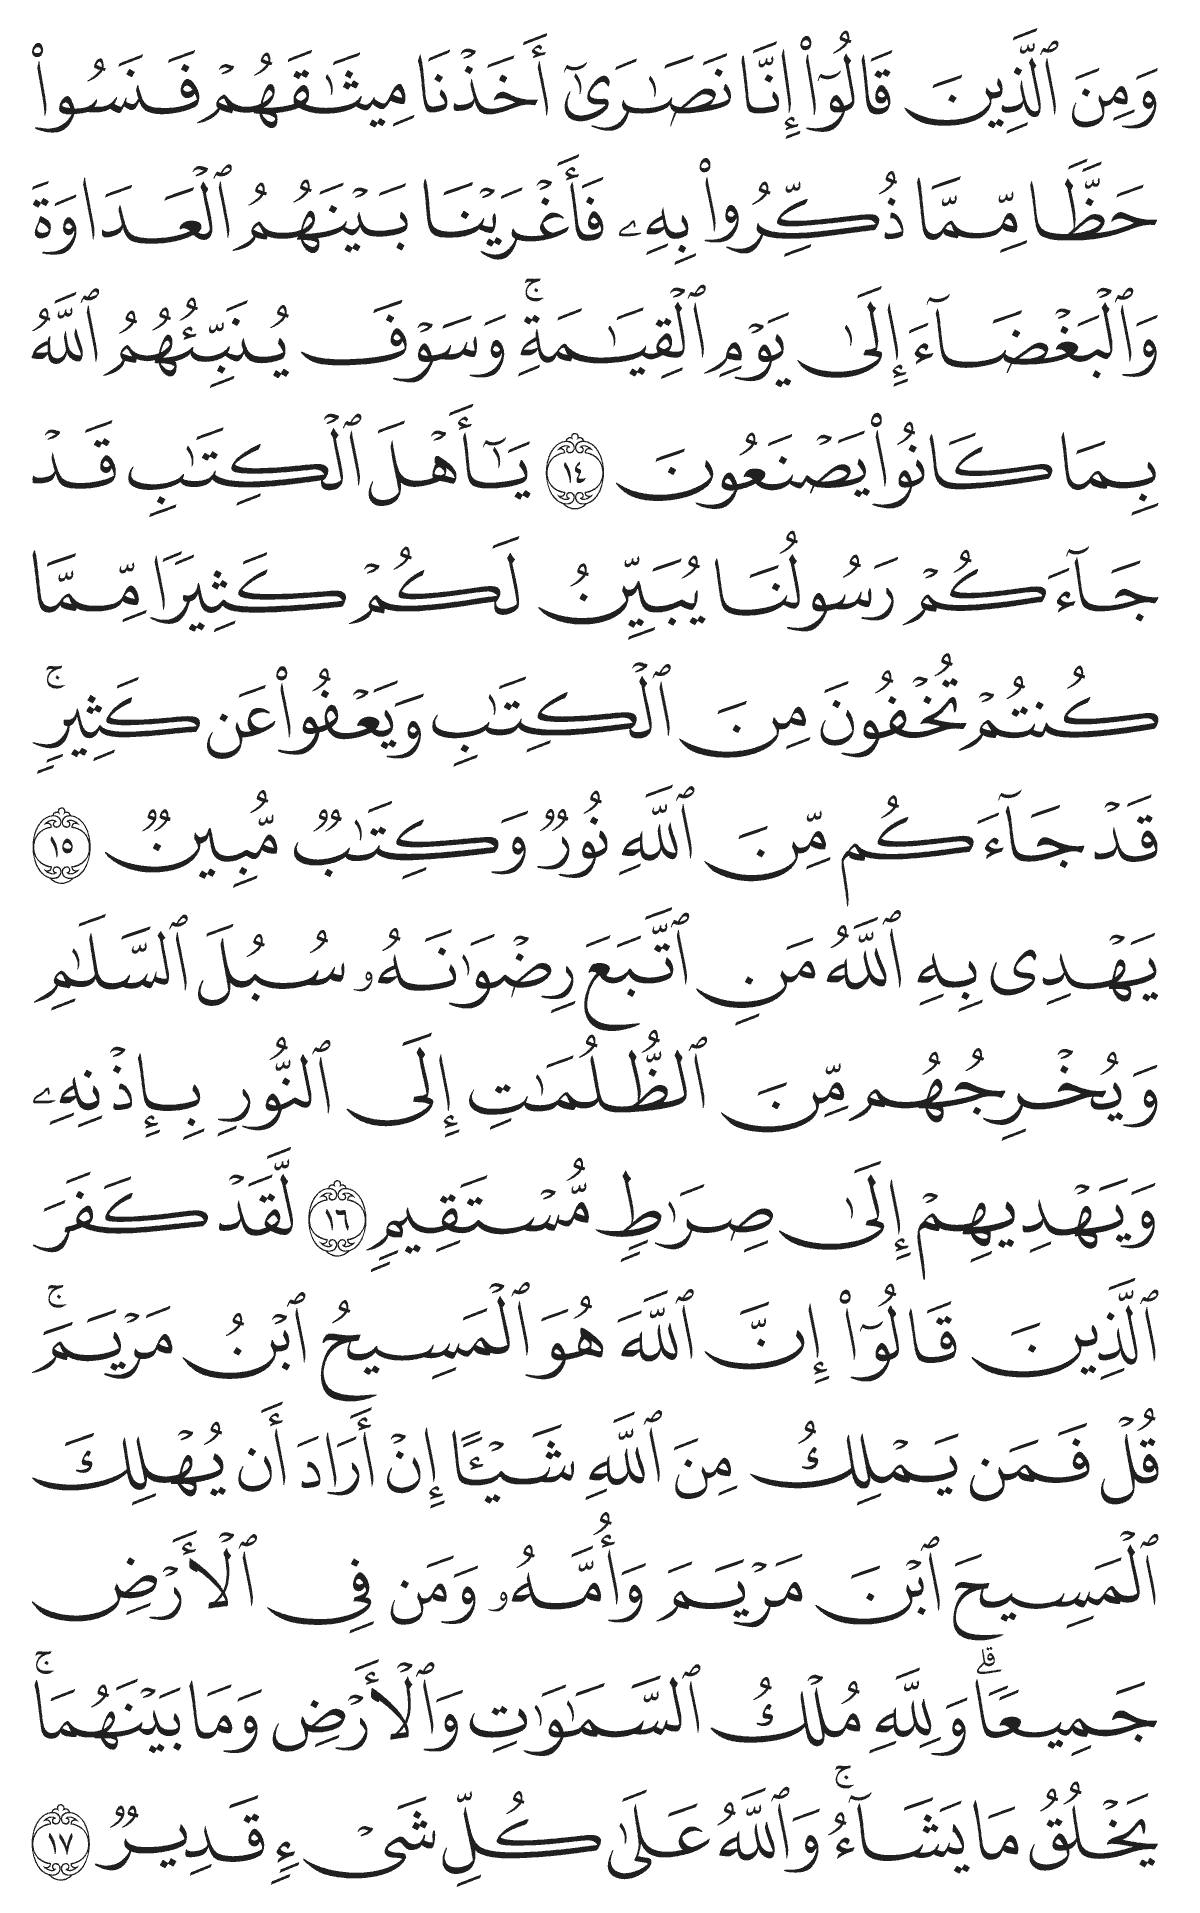 وَمِنَ ٱلَّذِينَ قَالُوٓا۟ إِنَّا نَصَـٰرَىٰٓ أَخَذْنَا مِيثَـٰقَهُمْ فَنَسُوا۟
حَظًّا مِّمَّا ذُكِّرُوا۟ بِهِۦ فَأَغْرَيْنَا بَيْنَهُمُ ٱلْعَدَاوَةَ
وَٱلْبَغْضَآءَ إِلَىٰ يَوْمِ ٱلْقِيَـٰمَةِ ۚ وَسَوْفَ يُنَبِّئُهُمُ ٱللَّهُ
بِمَا كَانُوا۟ يَصْنَعُونَ ١٤ يَـٰٓأَهْلَ ٱلْكِتَـٰبِ قَدْ
جَآءَكُمْ رَسُولُنَا يُبَيِّنُ لَكُمْ كَثِيرًا مِّمَّا
كُنتُمْ تُخْفُونَ مِنَ ٱلْكِتَـٰبِ وَيَعْفُوا۟ عَن كَثِيرٍ ۚ
قَدْ جَآءَكُم مِّنَ ٱللَّهِ نُورٌ وَكِتَـٰبٌ مُّبِينٌ ١٥
يَهْدِى بِهِ ٱللَّهُ مَنِ ٱتَّبَعَ رِضْوَٰنَهُۥ سُبُلَ ٱلسَّلَـٰمِ
وَيُخْرِجُهُم مِّنَ ٱلظُّلُمَـٰتِ إِلَى ٱلنُّورِ بِإِذْنِهِۦ
وَيَهْدِيهِمْ إِلَىٰ صِرَٰطٍ مُّسْتَقِيمٍ ١٦ لَّقَدْ كَفَرَ
ٱلَّذِينَ قَالُوٓا۟ إِنَّ ٱللَّهَ هُوَ ٱلْمَسِيحُ ٱبْنُ مَرْيَمَ ۚ
قُلْ فَمَن يَمْلِكُ مِنَ ٱللَّهِ شَيْـًٔا إِنْ أَرَادَ أَن يُهْلِكَ
ٱلْمَسِيحَ ٱبْنَ مَرْيَمَ وَأُمَّهُۥ وَمَن فِى ٱلْأَرْضِ
جَمِيعًا ۗ وَلِلَّهِ مُلْكُ ٱلسَّمَـٰوَٰتِ وَٱلْأَرْضِ وَمَا بَيْنَهُمَا ۚ
يَخْلُقُ مَا يَشَآءُ ۚ وَٱللَّهُ عَلَىٰ كُلِّ شَىْءٍ قَدِيرٌ ١٧